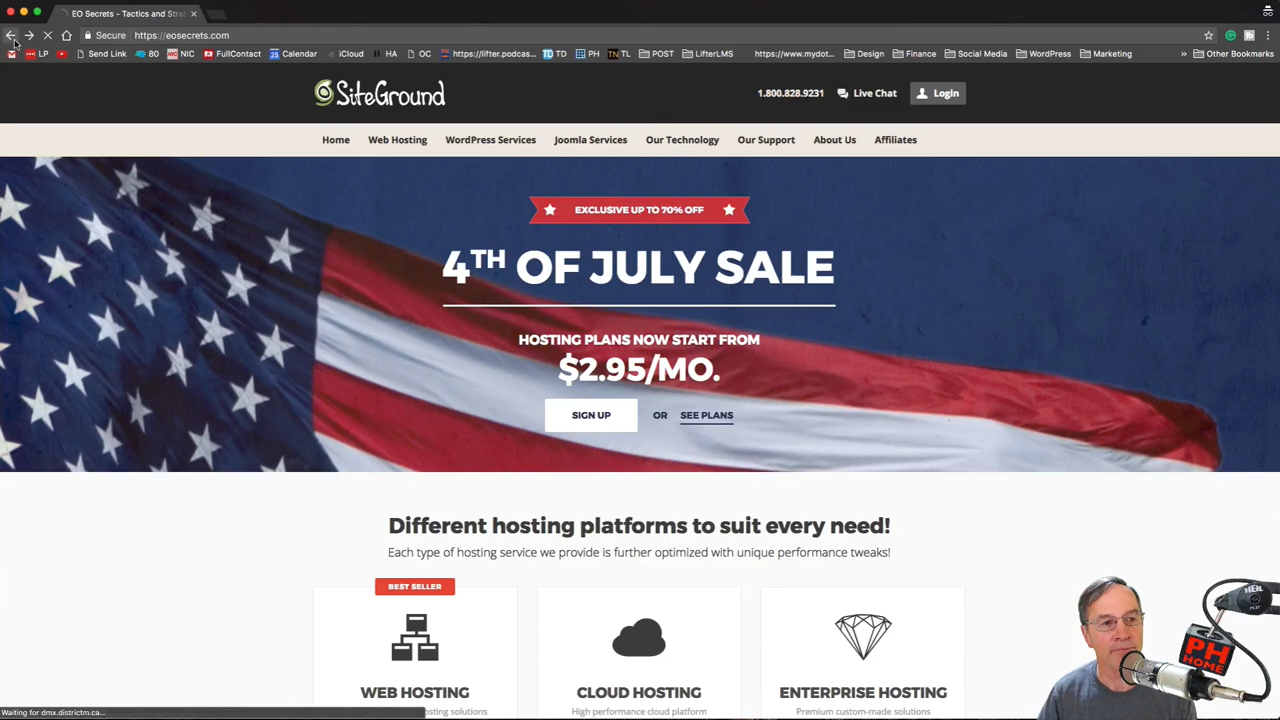 EO Secrets - Tactics and Strat
Secure https://eosecrets.com
LP Send Link 80 NIC FullContact Calendar iCloud HA OC https://lifter.podcas... TD PH TL POST LifterLMS https://www.mydot... Design Finance Social Media WordPress Marketing » Other Bookmarks
SiteGround
1.800.828.9231 Live Chat Login
Home Web Hosting WordPress Services Joomla Services Our Technology Our Support About Us Affiliates
EXCLUSIVE UP TO 70% OFF
4TH OF JULY SALE
HOSTING PLANS NOW START FROM
$2.95/MO.
SIGN UP OR SEE PLANS
Different hosting platforms to suit every need!
Each type of hosting service we provide is further optimized with unique performance tweaks!
BEST SELLER
WEB HOSTING CLOUD HOSTING ENTERPRISE HOSTING
hosting solutions High performance cloud platform Premium custom-made solutions
Waiting for dmx.districtm.ca...
HEIL
PH
HOME